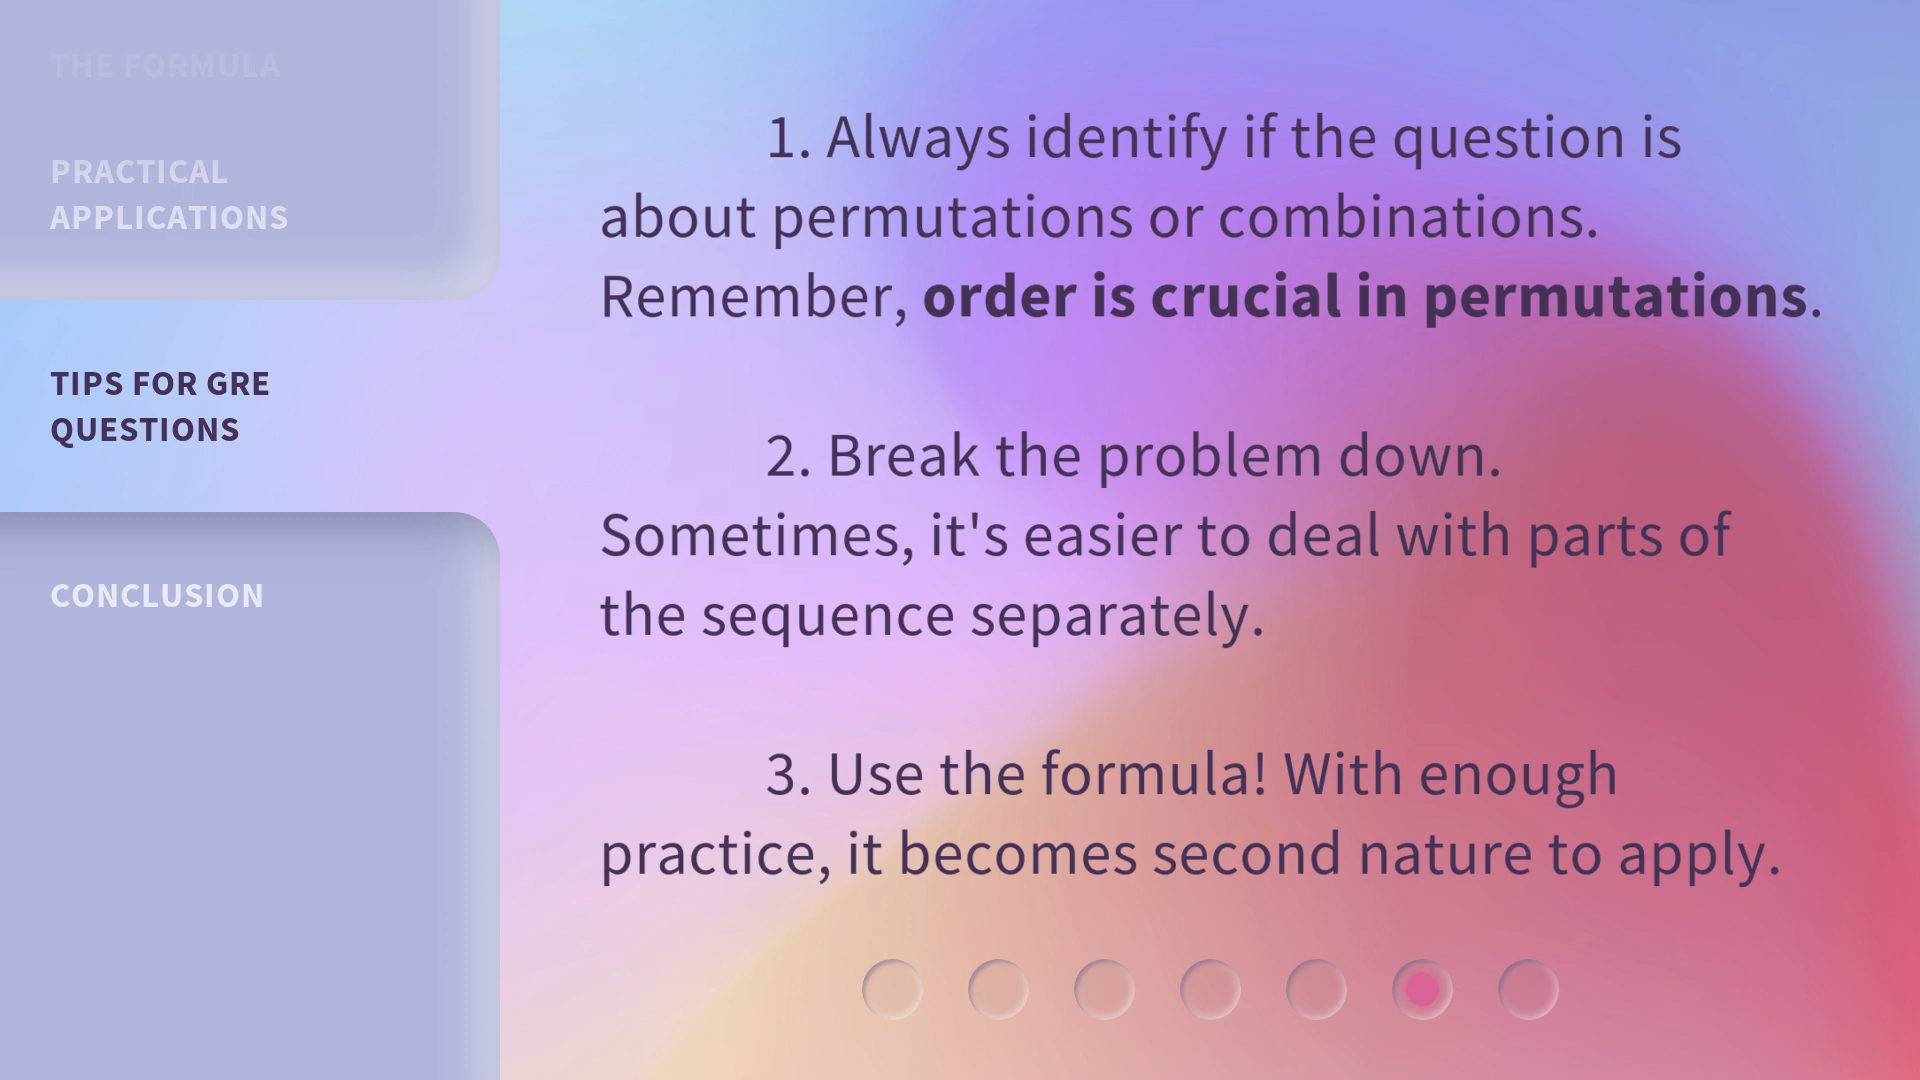 THE FORMULA
PRACTICAL
APPLICATIONS
TIPS FOR GRE
QUESTIONS
CONCLUSION
1. Always identify if the question is
about permutations or combinations.
Remember, order is crucial in permutations.
2. Break the problem down.
Sometimes, it's easier to deal with parts of
the sequence separately.
3. Use the formula! With enough
practice, it becomes second nature to apply.